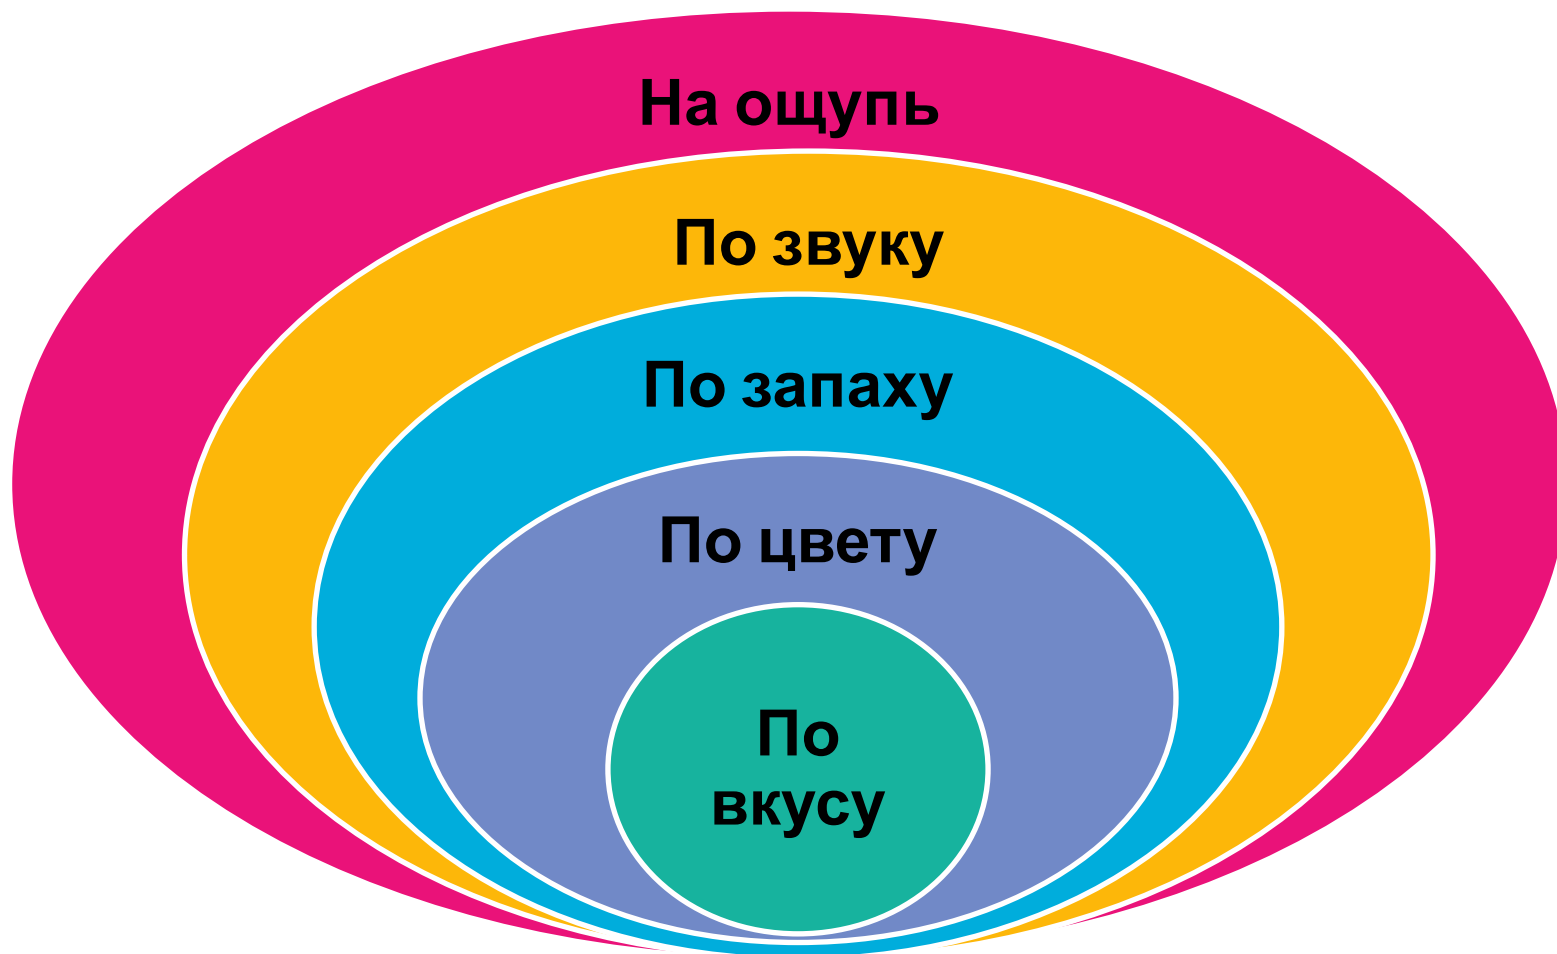 На ощупь
По звуку
По запаху
По цвету
По
вкусу